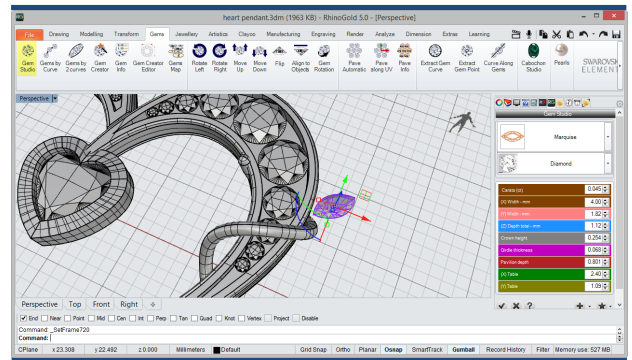 heart pendant.3dm (1963 KB) - RhinoGold 5.0 - [Perspective]
File Drawing Modelling Transform Gems Jewellery Artistics Clayoo Manufacturing Engraving Render Analyze Dimension Extras Learning
Gem Studio
Gems by Curve
Gems by 2 curves
Gem Creator
Gem Info
Gem Creator Editor
Gems Map
Rotate Left
Rotate Right
Move Up
Move Down
Flip
Align to Objects
Gem Rotation
Pave Automatic
Pave along UV
Pave Info
Extract Gem Curve
Extract Gem Point
Curve Along Gems
Cabochon Studio
Pearls
SWAROVSK
ELEMENT
Perspective
Gem Studio
Marquise
Diamond
Carats (ct) 0.045
(X) Width - mm 4.00
(Y) Width - mm 1.82
(Z) Depth total - mm 1.12
Crown height 0.254
Girdle thickness 0.068
Pavilion depth 0.801
(X) Table 2.40
(Y) Table 1.09
Perspective Top Front Right
End Near Point Mid Cen Int Perp Tan Quad Knot Vertex Project Disable
Command: _SetFrame720
Command:
CPlane x 23.308 y 22.492 z 0.000 Millimeters Default Grid Snap Ortho Planar Osnap SmartTrack Gumball Record History Filter Memory use: 527 MB